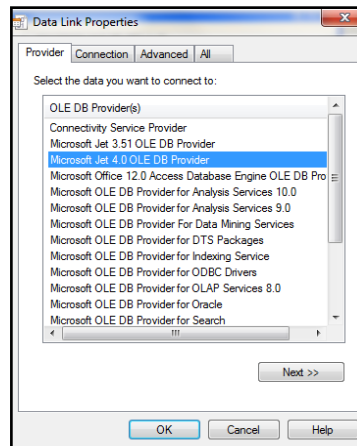 Data Link Properties
Provider Connection Advanced All
Select the data you want to connect to:
OLE DB Provider(s)
Connectivity Service Provider
Microsoft Jet 3.51 OLE DB Provider
Microsoft Jet 4.0 OLE DB Provider
Microsoft Office 12.0 Access Database Engine OLE DB Pro
Microsoft OLE DB Provider for Analysis Services 10.0
Microsoft OLE DB Provider for Analysis Services 9.0
Microsoft OLE DB Provider For Data Mining Services
Microsoft OLE DB Provider for DTS Packages
Microsoft OLE DB Provider for Indexing Service
Microsoft OLE DB Provider for ODBC Drivers
Microsoft OLE DB Provider for OLAP Services 8.0
Microsoft OLE DB Provider for Oracle
Microsoft OLE DB Provider for Search
Next >>
OK Cancel Help